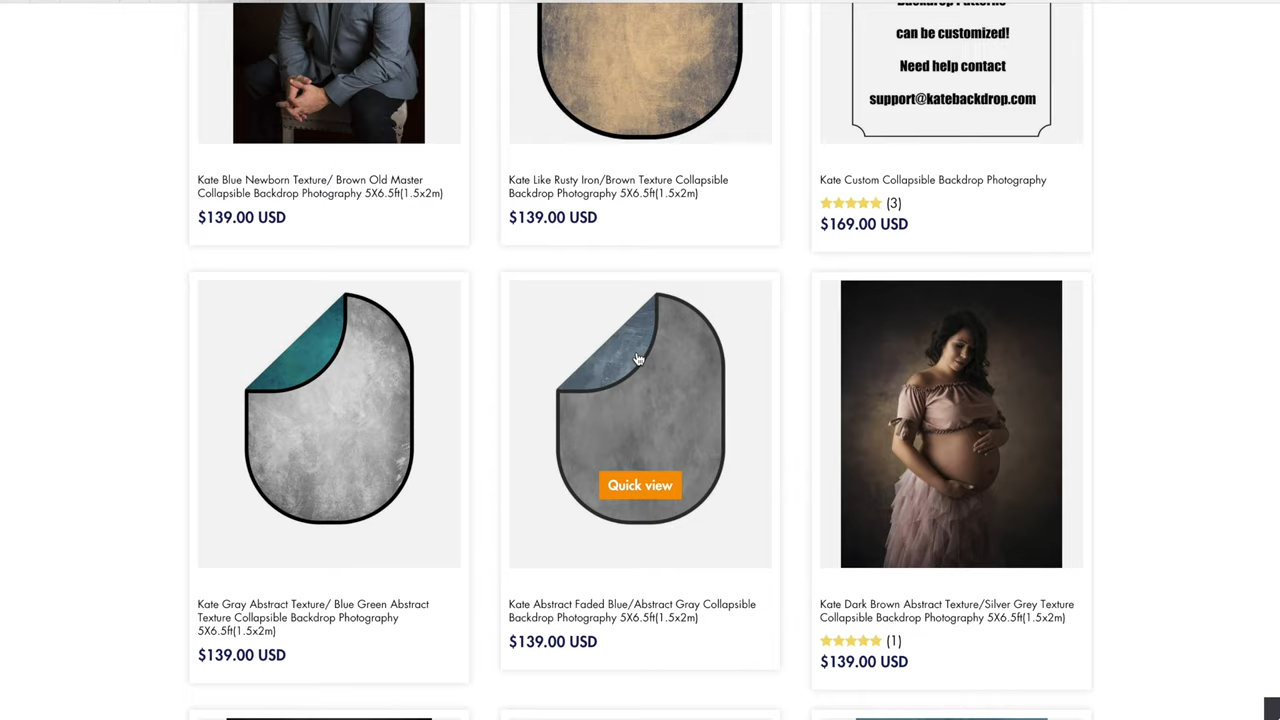 Backdrop Patterns
can be customized!
Need help contact
support@katebackdrop.com
Kate Blue Newborn Texture/ Brown Old Master
Collapsible Backdrop Photography 5X6.5ft(1.5x2m)
$139.00 USD
Kate Like Rusty Iron/Brown Texture Collapsible
Backdrop Photography 5X6.5ft(1.5x2m)
$139.00 USD
Kate Custom Collapsible Backdrop Photography
(3)
$169.00 USD
Quick view
Kate Gray Abstract Texture/ Blue Green Abstract
Texture Collapsible Backdrop Photography
5X6.5ft(1.5x2m)
$139.00 USD
Kate Abstract Faded Blue/Abstract Gray Collapsible
Backdrop Photography 5X6.5ft(1.5x2m)
$139.00 USD
Kate Dark Brown Abstract Texture/Silver Grey Texture
Collapsible Backdrop Photography 5X6.5ft(1.5x2m)
(1)
$139.00 USD